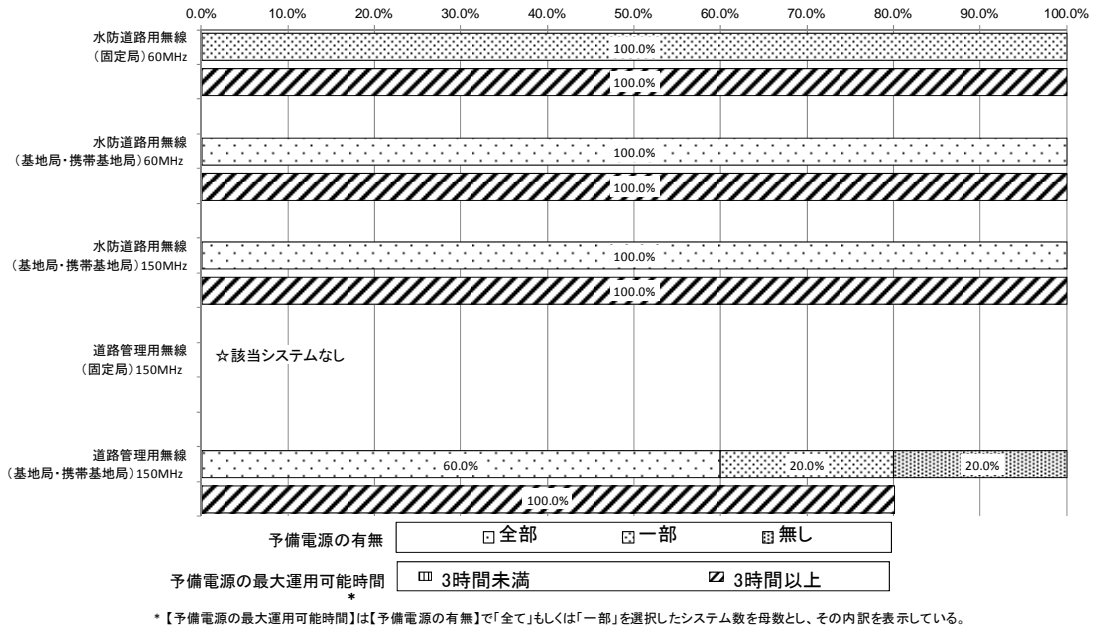 0.0% 10.0% 20.0% 30.0% 40.0% 50.0% 60.0% 70.0% 80.0% 90.0% 100.0%
水防道路用無線
(固定局)60MHz
100.0%
100.0%
水防道路用無線
(基地局・携帯基地局)60MHz
100.0%
100.0%
水防道路用無線
(基地局・携帯基地局)150MHz
100.0%
100.0%
道路管理用無線
(固定局)150MHz
☆該当システムなし
道路管理用無線
(基地局・携帯基地局)150MHz
60.0% 20.0% 20.0%
100.0%
予備電源の有無 全部 一部 無し
予備電源の最大運用可能時間 3時間未満 3時間以上
*
* 【予備電源の最大運用可能時間】は【予備電源の有無】で「全て」もしくは「一部」を選択したシステム数を母数とし、その内訳を表示している。